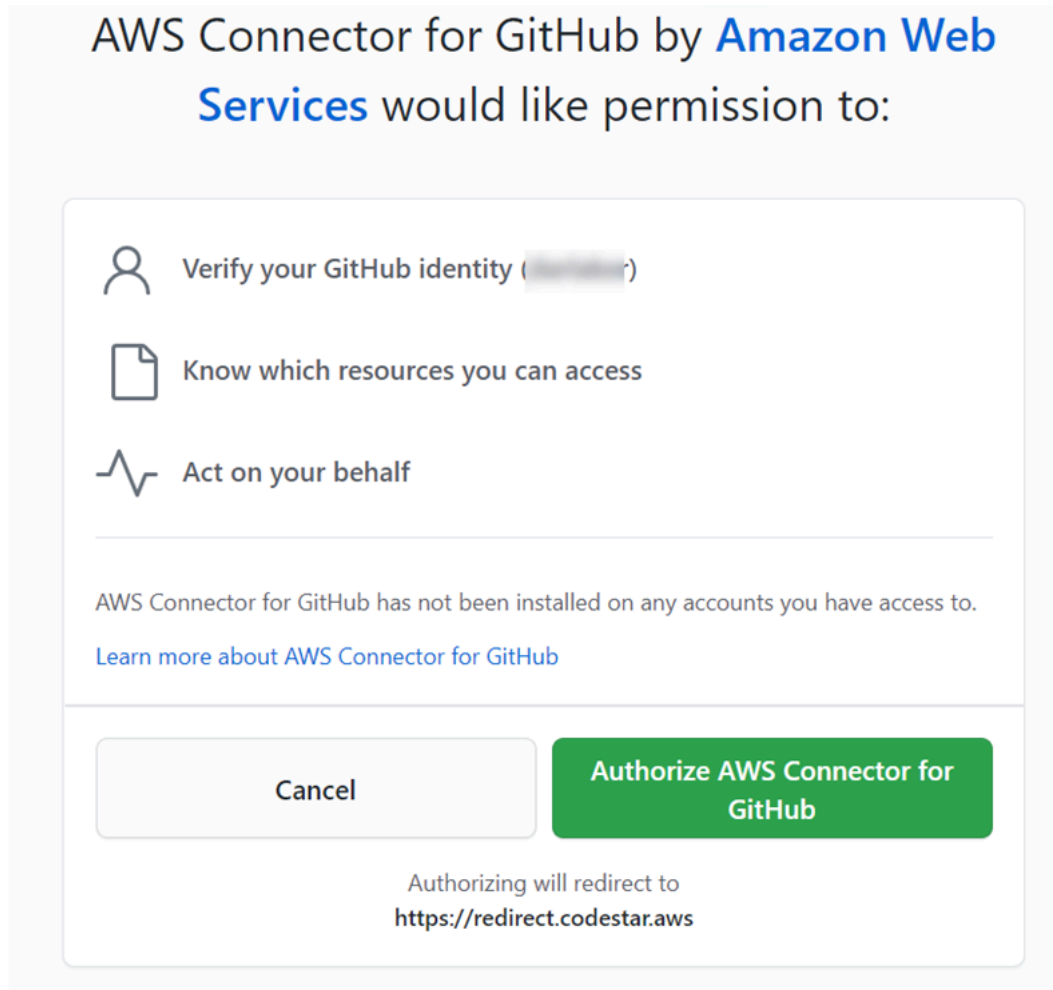 AWS Connector for GitHub by Amazon Web
Services would like permission to:
Verify your GitHub identity ( r)
Know which resources you can access
Act on your behalf
AWS Connector for GitHub has not been installed on any accounts you have access to.
Learn more about AWS Connector for GitHub
Cancel
Authorize AWS Connector for
GitHub
Authorizing will redirect to
https://redirect.codestar.aws